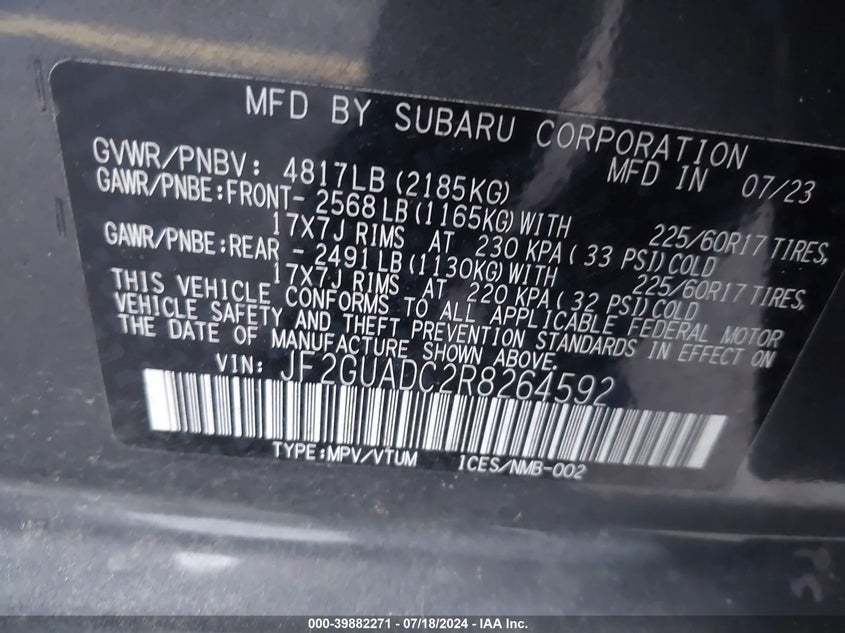 MFD BY SUBARU CORPORATION
MFD IN 07/23
GVWR/PNBV: 4817LB (2185KG)
GAWR/PNBE:FRONT- 2568LB (1165KG) WITH 225/60R17 TIRES,
17X7J RIMS AT 230 KPA ( 33 PSI) COLD
GAWR/PNBE:REAR - 2491LB (1130KG) WITH 225/60R17 TIRES,
17X7J RIMS AT 220 KPA ( 32 PSI) COLD
THIS VEHICLE CONFORMS TO ALL APPLICABLE FEDERAL MOTOR
VEHICLE SAFETY AND THEFT PREVENTION STANDARDS IN EFFECT ON
THE DATE OF MANUFACTURE SHOWN ABOVE.
VIN: JF2GUADC2R8264592
TYPE:MPV/VTUM ICES/NMB-002
000-39882271 - 07/18/2024 - IAA Inc.